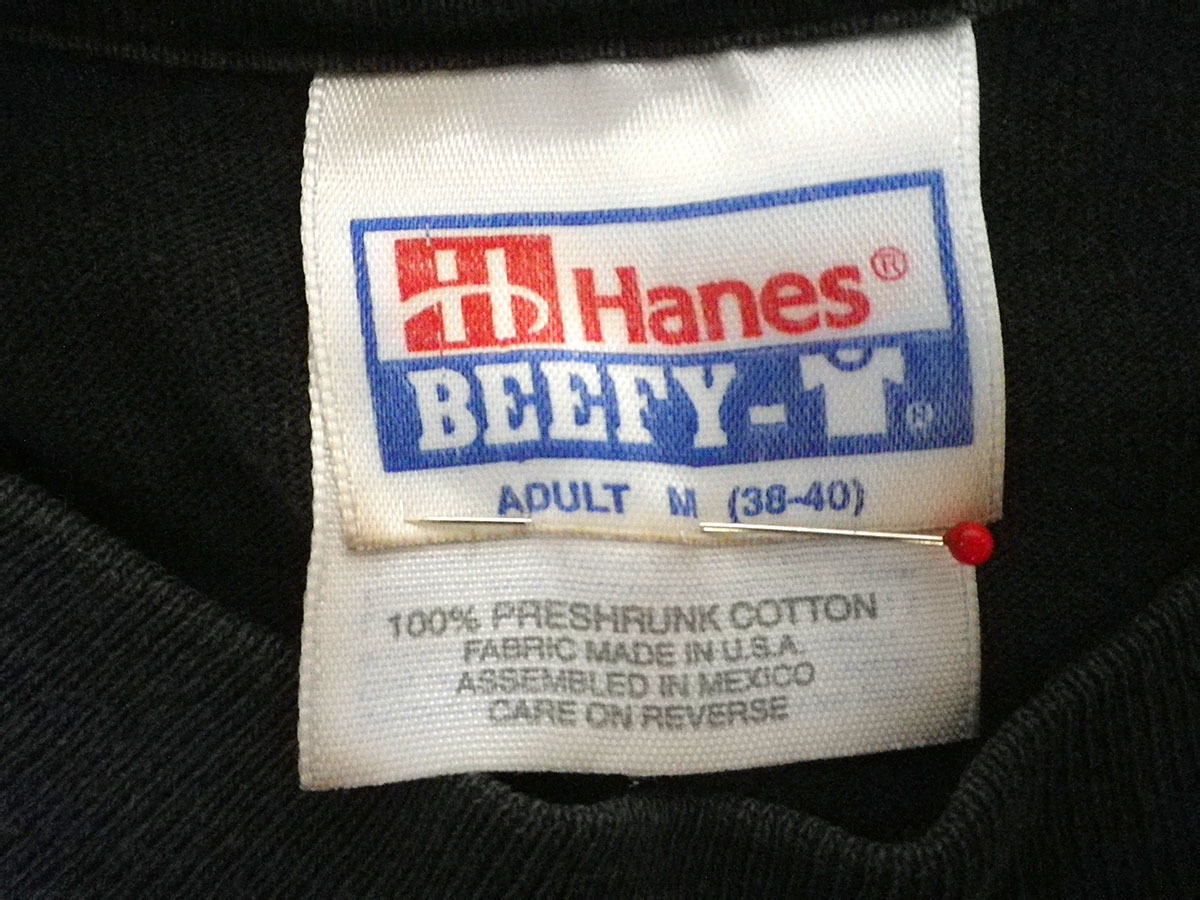 H Hanes®
BEEFY-T®
ADULT M (38-40)
100% PRESHRUNK COTTON
FABRIC MADE IN U.S.A.
ASSEMBLED IN MEXICO
CARE ON REVERSE